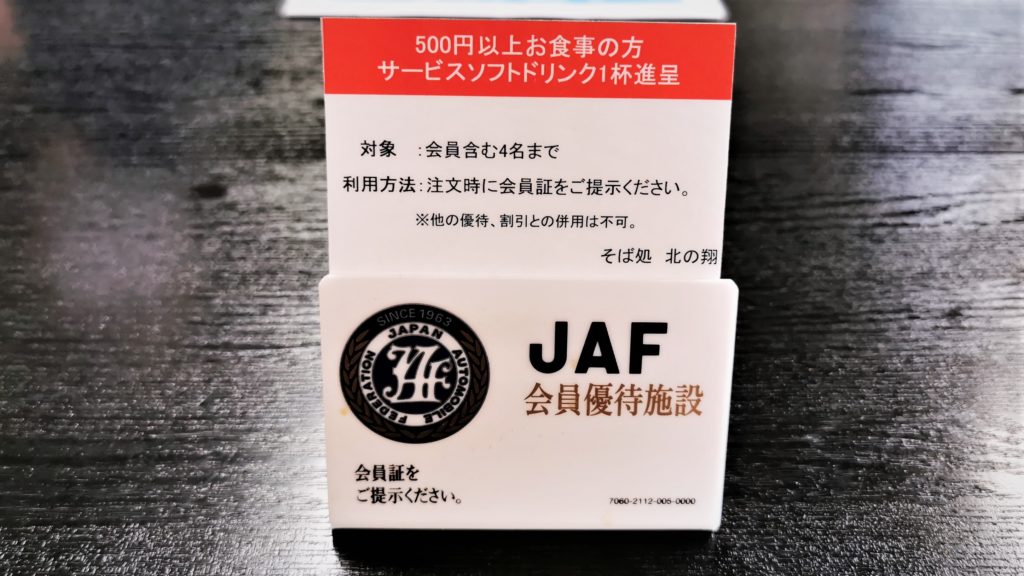 500円以上お食事の方
サービスソフトドリンク1杯進呈
対象 :会員含む4名まで
利用方法:注文時に会員証をご提示ください。
※他の優待、割引との併用は不可。
そば処 北の翔
SINCE 1963
JAPAN AUTOMOBILE FEDERATION
JAF
JAF
会員優待施設
会員証を
ご提示ください。
7060-2112-005-0000